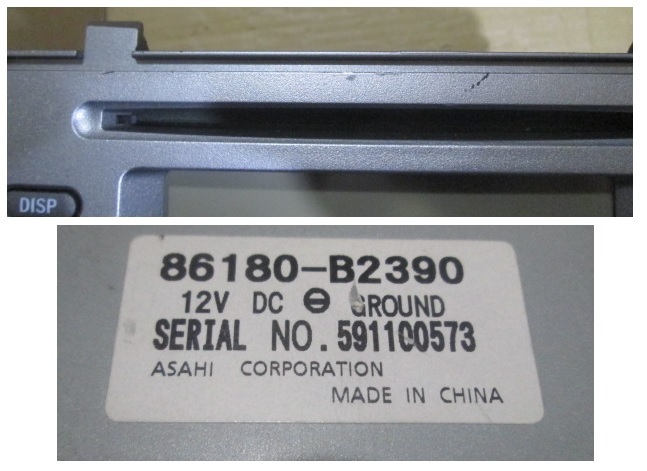 DISP
86180-B2390
12V DC ⊖ GROUND
SERIAL NO. 591100573
ASAHI CORPORATION
MADE IN CHINA